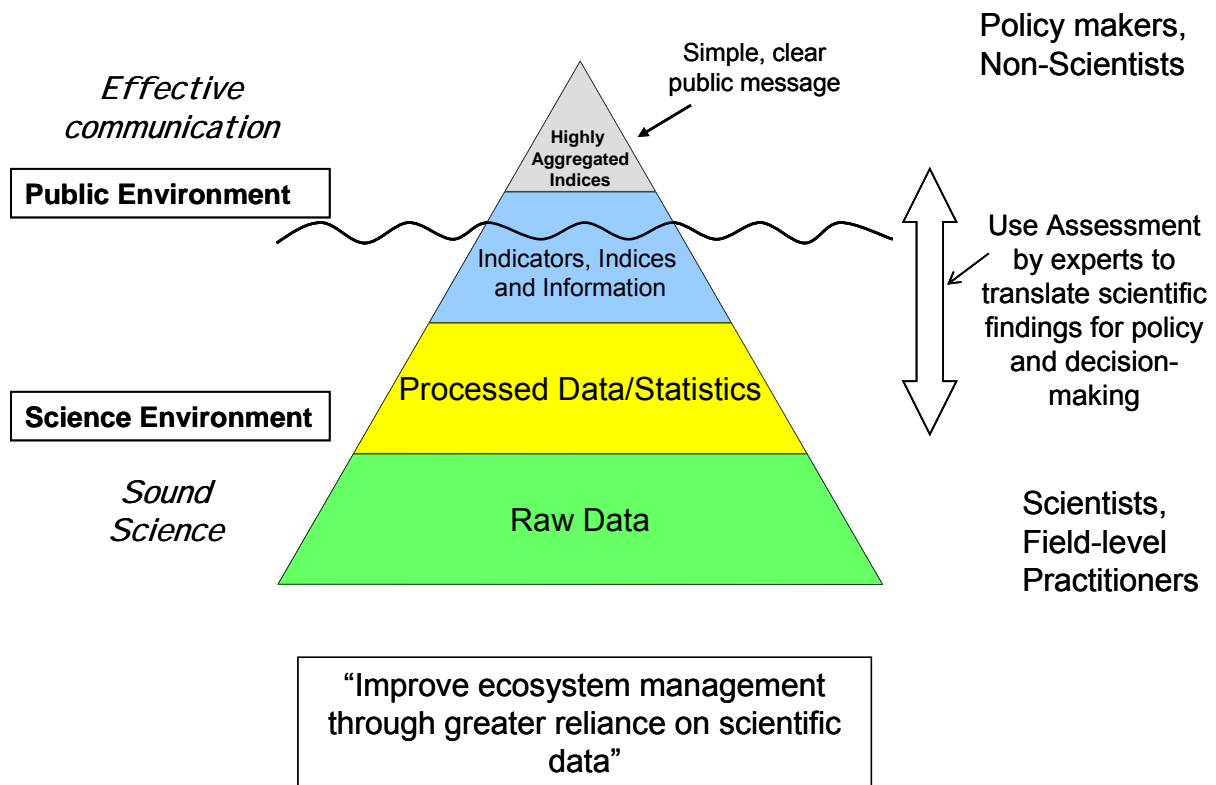 Policy makers,
Non-Scientists
Simple, clear
public message
Effective
communication
Highly
Aggregated
Indices
Public Environment
Indicators, Indices
and Information
Use Assessment
by experts to
translate scientific
findings for policy
and decision-
making
Processed Data/Statistics
Science Environment
Sound
Science
Raw Data
Scientists,
Field-level
Practitioners
“Improve ecosystem management
through greater reliance on scientific
data”